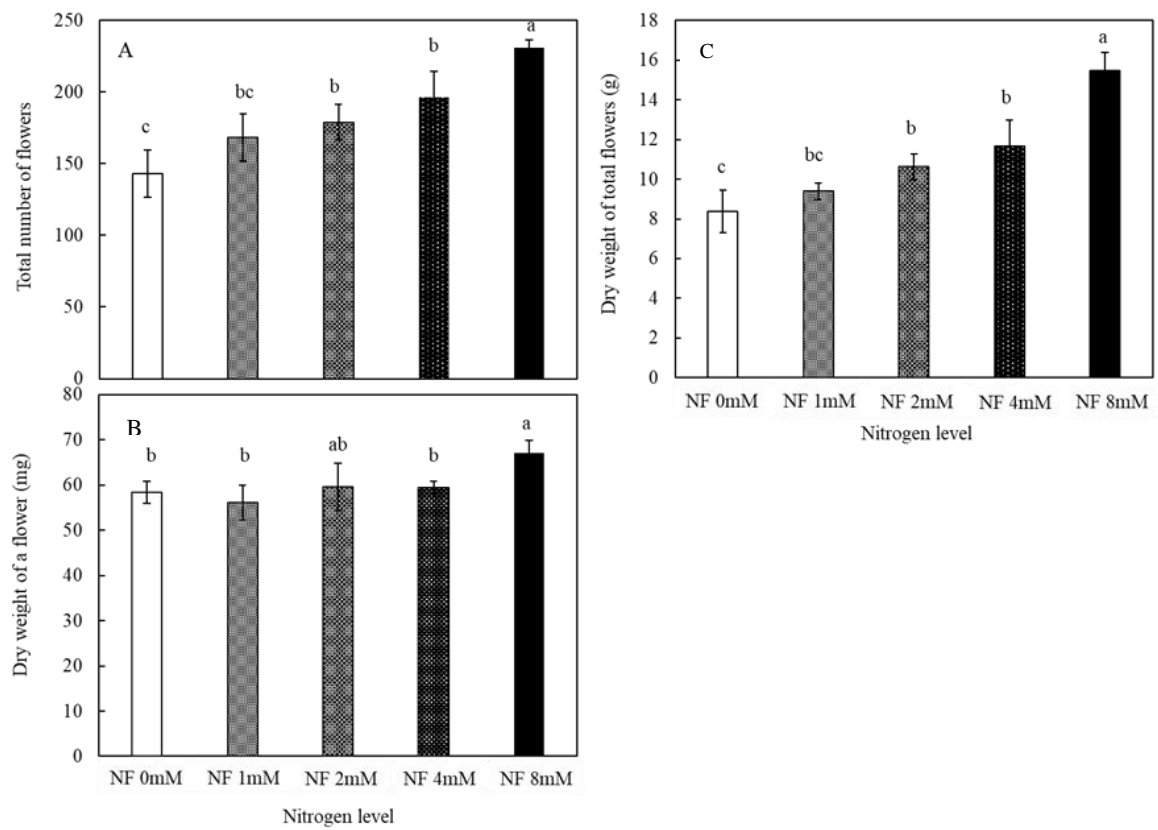 A
Total number of flowers
250
200
150
100
50
0
c
bc
b
b
a
B
Dry weight of a flower (mg)
80
70
60
50
40
30
20
10
0
b
b
ab
b
a
NF 0mM NF 1mM NF 2mM NF 4mM NF 8mM
Nitrogen level
C
Dry weight of total flowers (g)
18
16
14
12
10
8
6
4
2
0
c
bc
b
b
a
NF 0mM NF 1mM NF 2mM NF 4mM NF 8mM
Nitrogen level